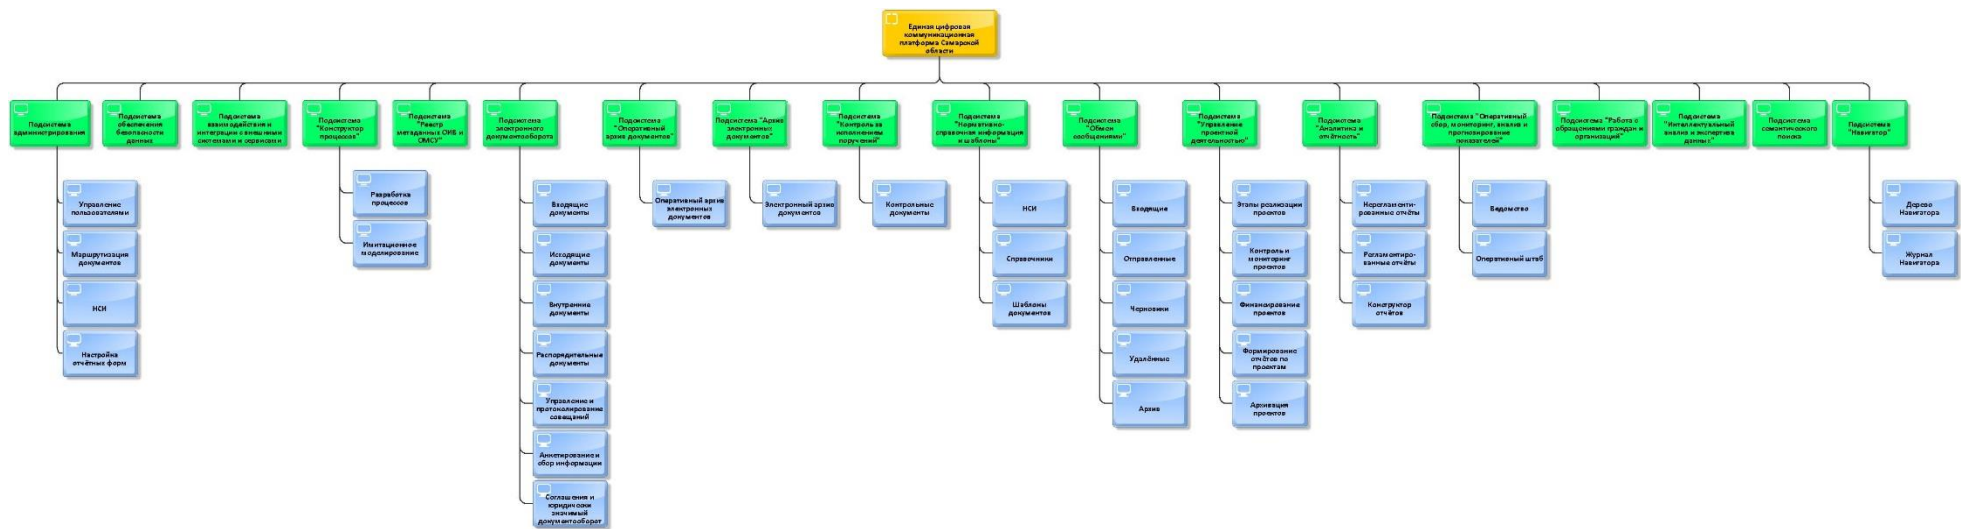 Единая цифровая
коммуникационная
платформа Самарской
области
Подсистема
администрирования
Подсистема
обеспечения
безопасности
данных
Подсистема
взаимодействия и
интеграции с внешними
системами и сервисами
Подсистема
"Конструктор
процессов"
Подсистема
"Реестр
метаданных ОИВ и
ОМСУ"
Подсистема
электронного
документооборота
Подсистема
"Оперативный
архив документов"
Подсистема "Архив
электронных
документов"
Подсистема
"Контроль за
исполнением
поручений"
Подсистема
"Нормативно-
справочная информация
и шаблоны"
Подсистема
"Обмен
сообщениями"
Подсистема
"Управление
проектной
деятельностью"
Подсистема
"Аналитика и
отчётность"
Подсистема "Оперативный
сбор, мониторинг, анализ и
прогнозирование
показателей"
Подсистема "Работа с
обращениями граждан и
организаций"
Подсистема
"Интеллектуальный
анализ и экспертиза
данных"
Подсистема
семантического
поиска
Подсистема
"Навигатор"
Управление
пользователями
Маршрутизация
документов
НСИ
Настройка
отчётных форм
Разработка
процессов
Имитационное
моделирование
Входящие
документы
Исходящие
документы
Внутренние
документы
Распорядительные
документы
Управление и
протоколирование
совещаний
Анкетирование и
сбор информации
Соглашения и
юридически
значимый
документооборот
Оперативный архив
электронных
документов
Электронный архив
документов
Контрольные
документы
НСИ
Справочники
Шаблоны
документов
Входящие
Отправленные
Черновики
Удалённые
Архив
Этапы реализации
проектов
Контроль и
мониторинг
проектов
Финансирование
проектов
Формирование
отчётов по
проектам
Архивация
проектов
Нерегламенти-
рованные отчёты
Регламентиро-
ванные отчёты
Конструктор
отчётов
Ведомство
Оперативный штаб
Дерево
Навигатора
Журнал
Навигатора